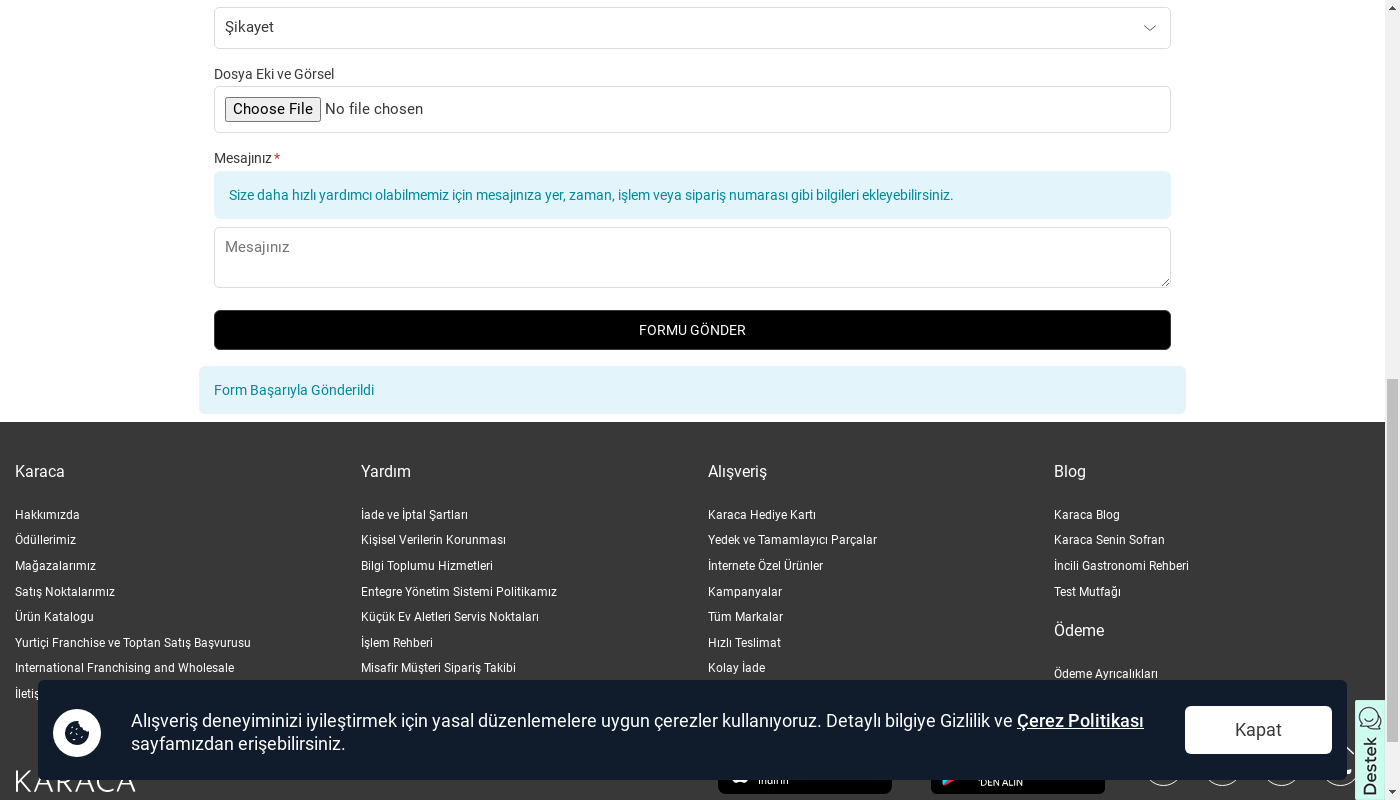 Şikayet
Dosya Eki ve Görsel
Choose File No file chosen
Mesajınız *
Size daha hızlı yardımcı olabilmemiz için mesajınıza yer, zaman, işlem veya sipariş numarası gibi bilgileri ekleyebilirsiniz.
Mesajınız
FORMU GÖNDER
Form Başarıyla Gönderildi
Karaca
Hakkımızda
Ödüllerimiz
Mağazalarımız
Satış Noktalarımız
Ürün Katalogu
Yurtiçi Franchise ve Toptan Satış Başvurusu
International Franchising and Wholesale
Yardım
İade ve İptal Şartları
Kişisel Verilerin Korunması
Bilgi Toplumu Hizmetleri
Entegre Yönetim Sistemi Politikamız
Küçük Ev Aletleri Servis Noktaları
İşlem Rehberi
Misafir Müşteri Sipariş Takibi
Alışveriş
Karaca Hediye Kartı
Yedek ve Tamamlayıcı Parçalar
İnternete Özel Ürünler
Kampanyalar
Tüm Markalar
Hızlı Teslimat
Kolay İade
Blog
Karaca Blog
Karaca Senin Sofran
İncili Gastronomi Rehberi
Test Mutfağı
Ödeme
Ödeme Ayrıcalıkları
Alışveriş deneyiminizi iyileştirmek için yasal düzenlemelere uygun çerezler kullanıyoruz. Detaylı bilgiye Gizlilik ve Çerez Politikası
sayfamızdan erişebilirsiniz.
Kapat
Destek
KARACA
indirin
'DEN ALIN